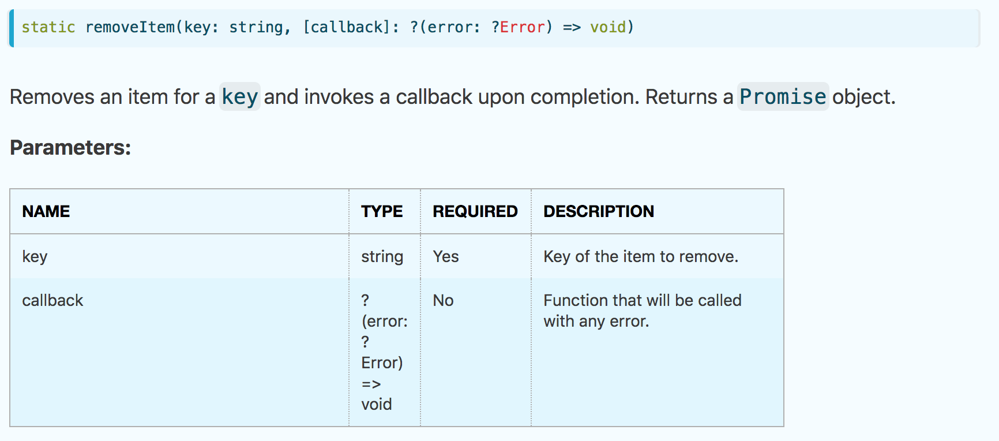 static removeItem(key: string, [callback]: ?(error: ?Error) => void)
Removes an item for a key and invokes a callback upon completion. Returns a Promise object.
Parameters:
NAME TYPE REQUIRED DESCRIPTION
key string Yes Key of the item to remove.
callback ? No Function that will be called
(error: with any error.
?
Error)
=>
void